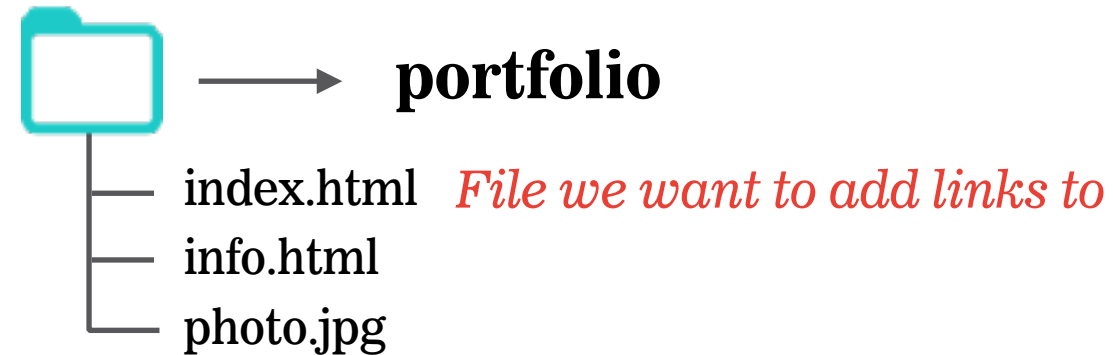 portfolio
index.html File we want to add links to
info.html
photo.jpg